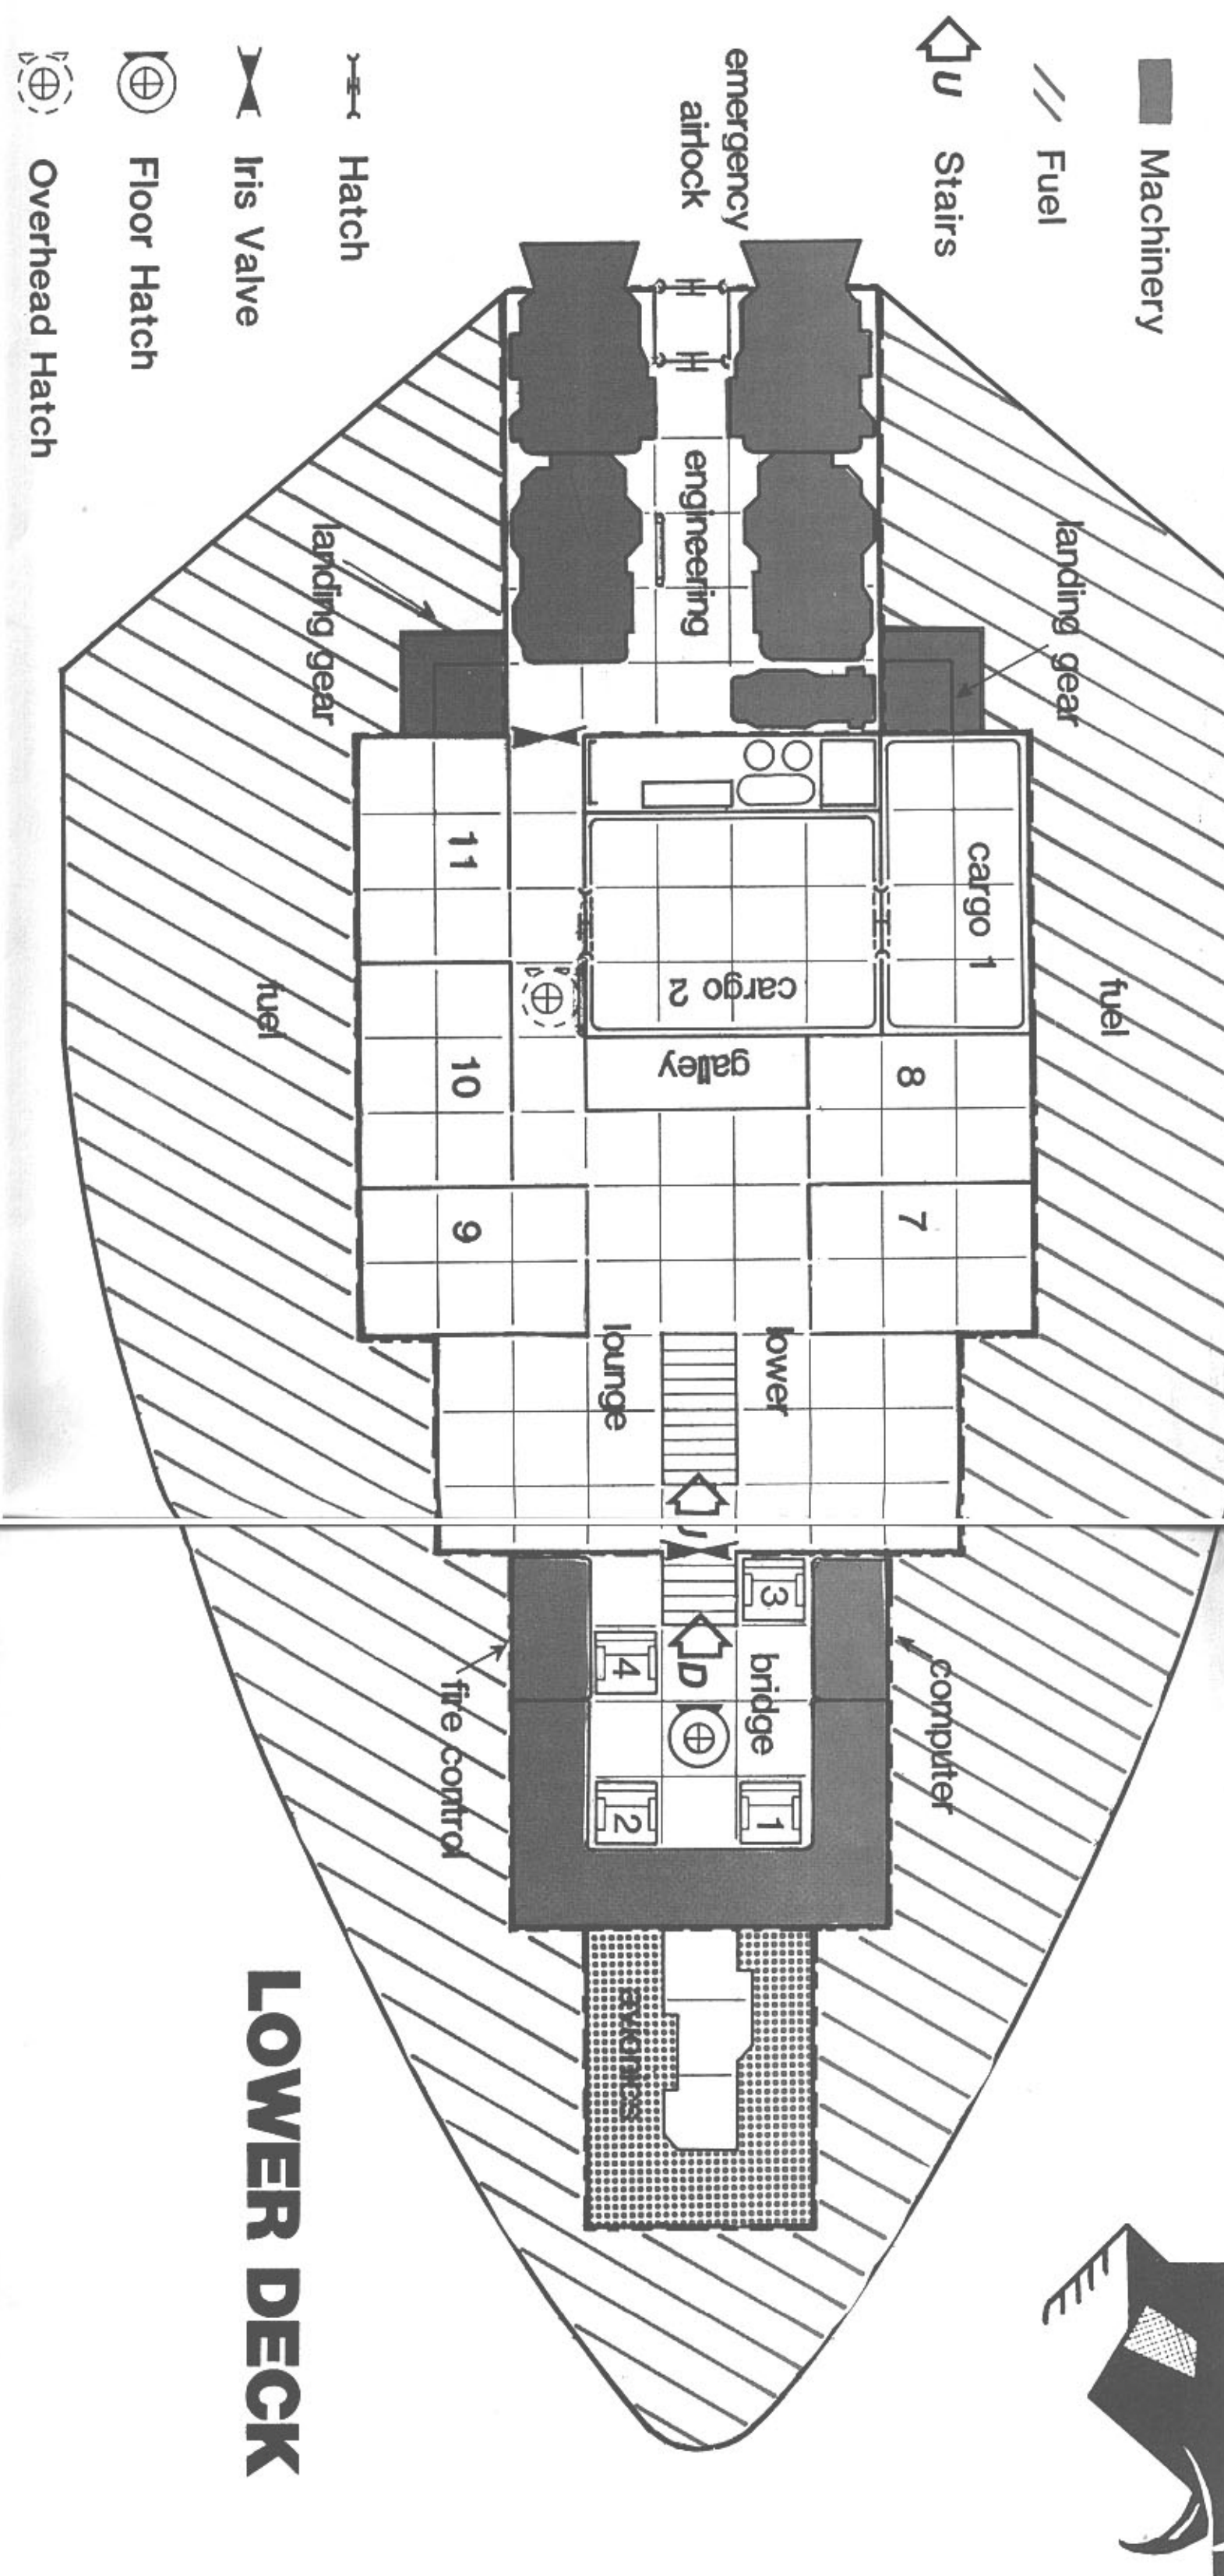 Machinery
Fuel
Stairs
U
emergency
airlock
Hatch
Iris Valve
Floor Hatch
Overhead Hatch
landing gear
engineering
landing gear
cargo 1
11
cargo 2
fuel
fuel
galley
8
10
7
9
lower
lounge
U
3
4
D
bridge
computer
fire control
1
2
avionics
LOWER DECK